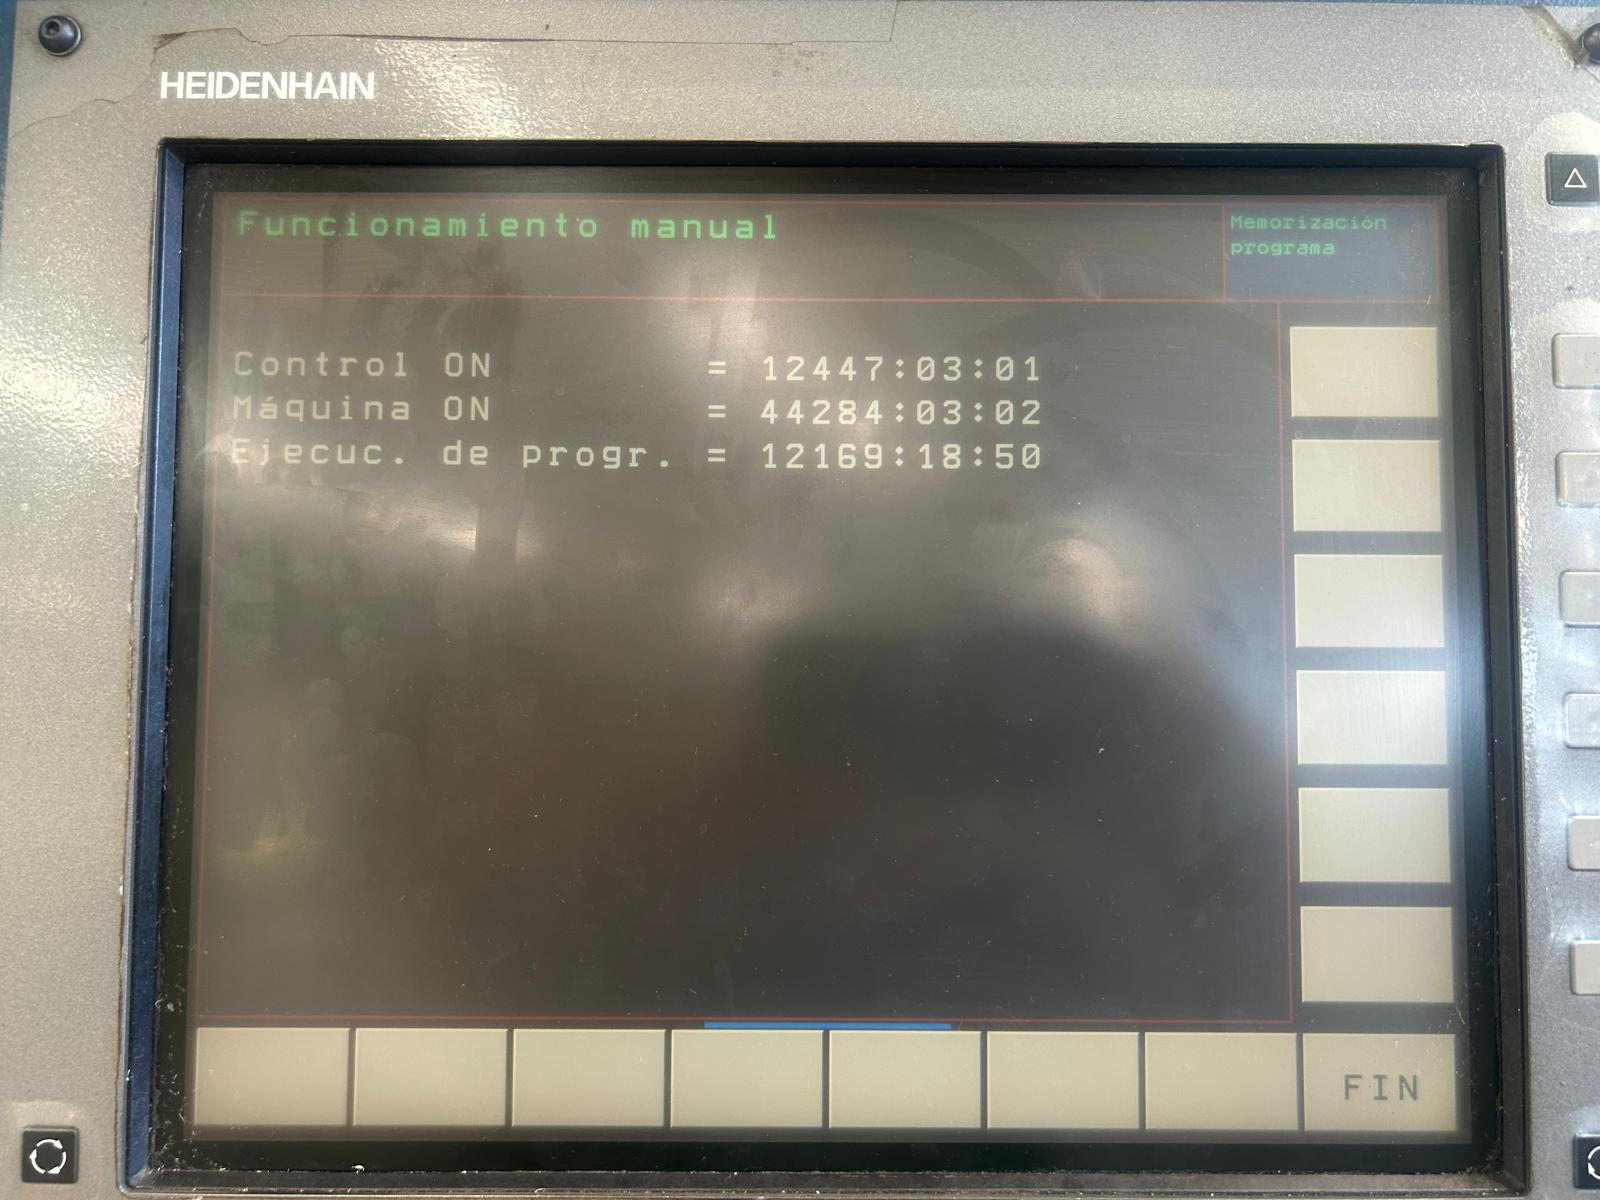 HEIDENHAIN
Funcionamiento manual
Memorización
programa
Control ON = 12447:03:01
Máquina ON = 44284:03:02
Ejecuc. de progr. = 12169:18:50
FIN